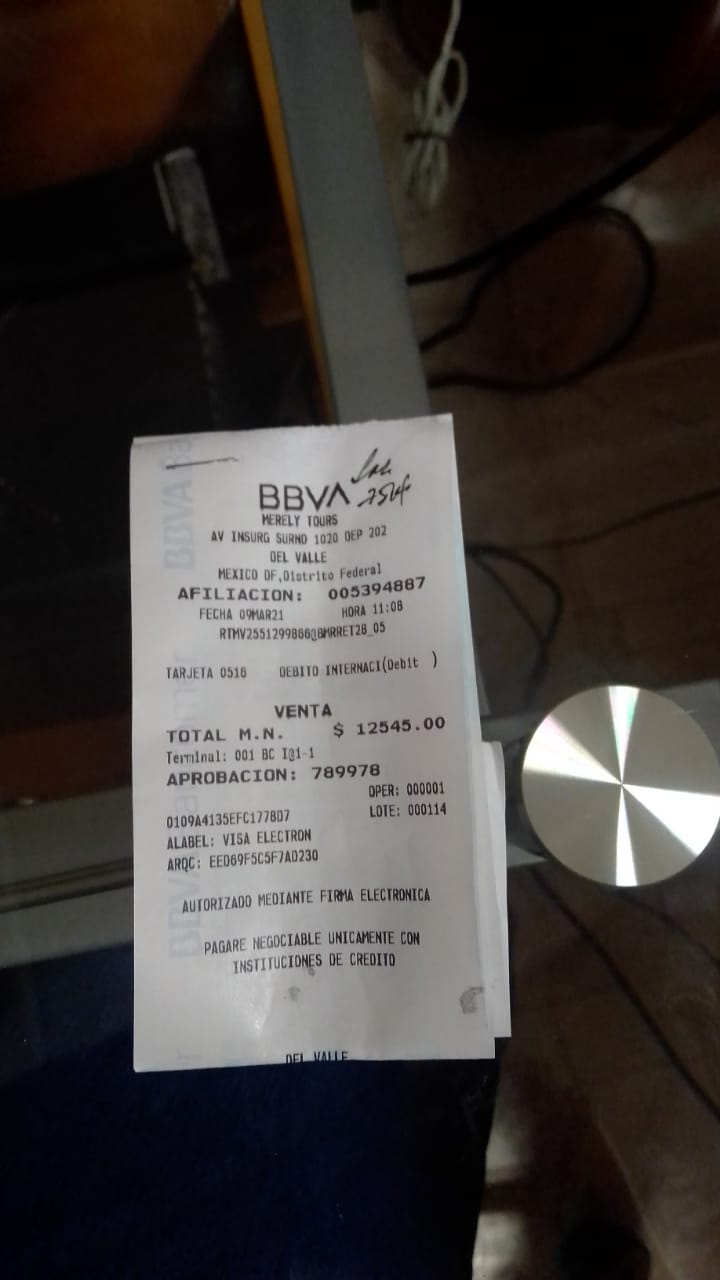 BBVA
MERELY TOURS
AV INSURG SURNO 1020 DEP 202
DEL VALLE
MEXICO DF,Distrito Federal
AFILIACION: 005394887
FECHA 09MAR21 HORA 11:08
RTMV2551299866@BMRRET28_05
TARJETA 0516 DEBITO INTERNACI(Debit )
VENTA
TOTAL M.N. $ 12545.00
Terminal: 001 BC I@1-1
APROBACION: 789978
OPER: 000001
0109A4135EFC1778D7 LOTE: 000114
ALABEL: VISA ELECTRON
ARQC: EED69F5C5F7AD230
AUTORIZADO MEDIANTE FIRMA ELECTRONICA
PAGARE NEGOCIABLE UNICAMENTE CON
INSTITUCIONES DE CREDITO
DEL VALLE